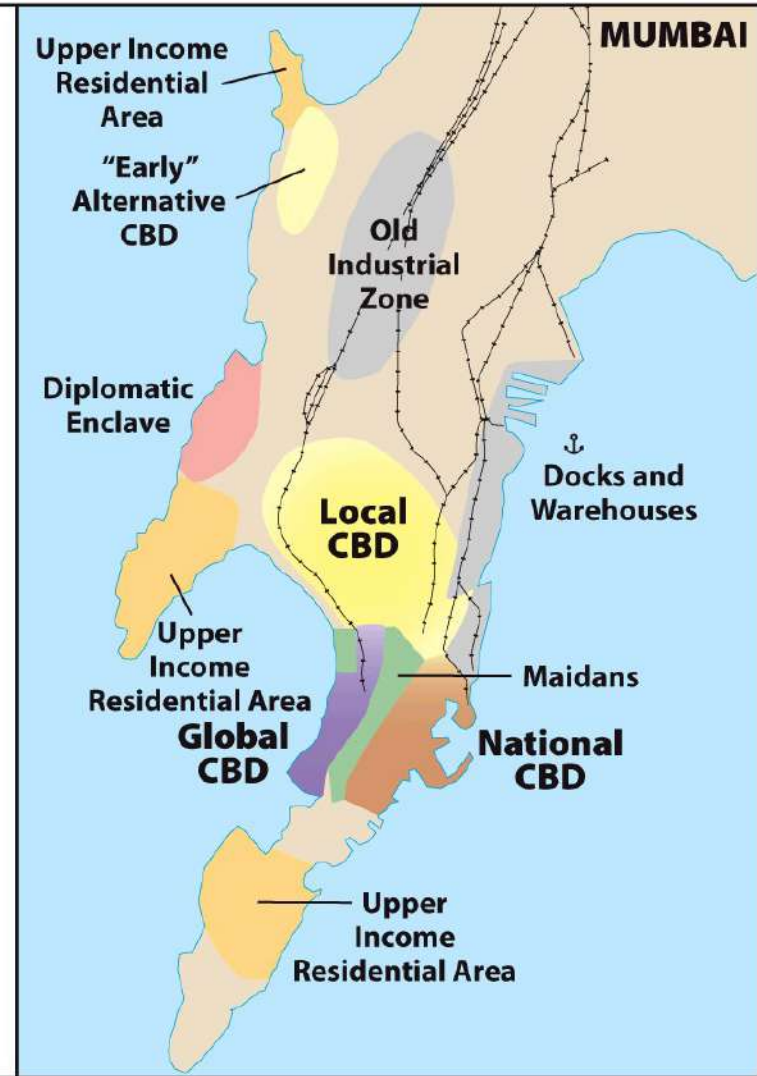 MUMBAI
Upper Income
Residential
Area
“Early”
Alternative
CBD
Old
Industrial
Zone
Diplomatic
Enclave
Docks and
Warehouses
Local
CBD
Upper
Income
Residential Area
Maidans
Global
CBD
National
CBD
Upper
Income
Residential Area